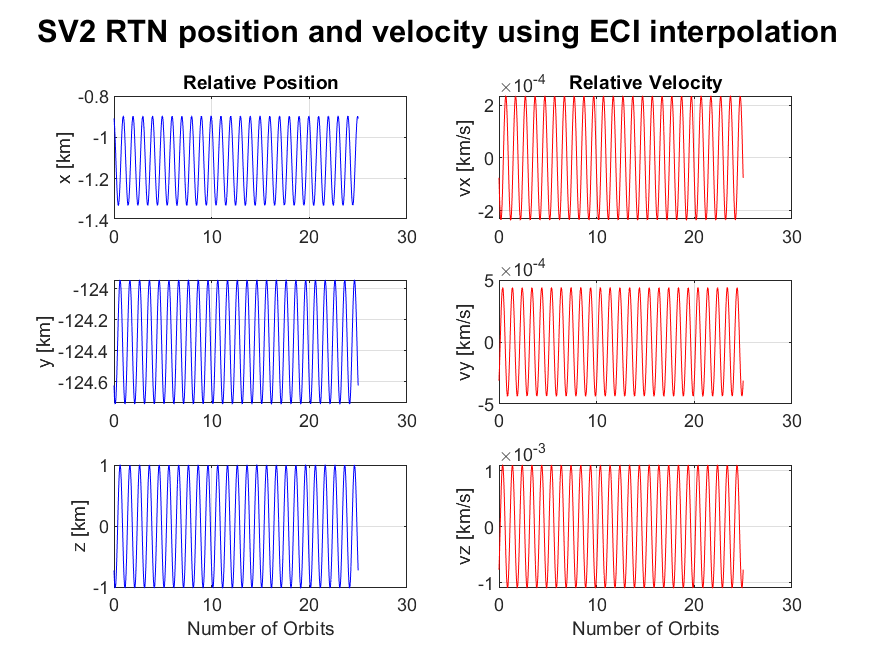 SV2 RTN position and velocity using ECI interpolation
Relative Position
-0.8
-1
-1.2
-1.4
x [km]
0 10 20 30
×10-4 Relative Velocity
2
0
-2
vx [km/s]
0 10 20 30
-124
-124.2
-124.4
-124.6
y [km]
0 10 20 30
×10-4
5
0
-5
vy [km/s]
0 10 20 30
1
0
-1
z [km]
0 10 20 30
Number of Orbits
×10-3
1
0
-1
vz [km/s]
0 10 20 30
Number of Orbits